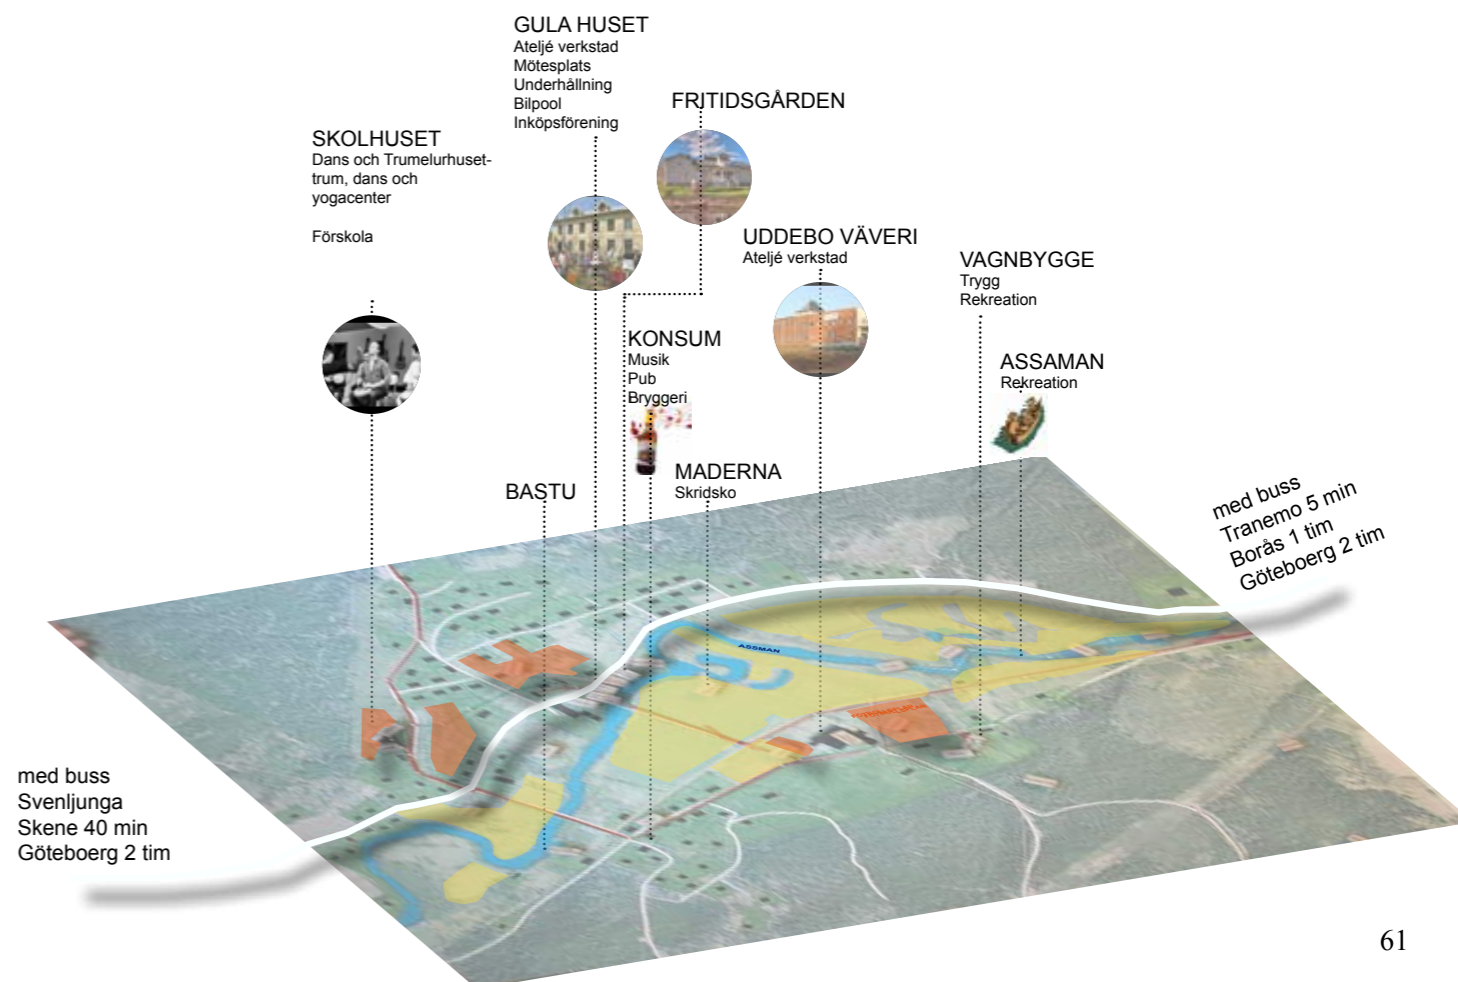 GULA HUSET
Ateljé verkstad
Mötesplats
Underhållning
Bilpool
Inköpsförening
FRITIDSGÅRDEN
SKOLHUSET
Dans och Trumelurhuset-
trum, dans och
yogacenter
Förskola
UDDEBO VÄVERI
Ateljé verkstad
VAGNBYGGE
Trygg
Rekreation
KONSUM
Musik
Pub
Bryggeri
ASSAMAN
Rekreation
MADERNA
Skridsko
BASTU
med buss
Tranemo 5 min
Borås 1 tim
Göteboerg 2 tim
ASSMAN
med buss
Svenljunga
Skene 40 min
Göteboerg 2 tim
61